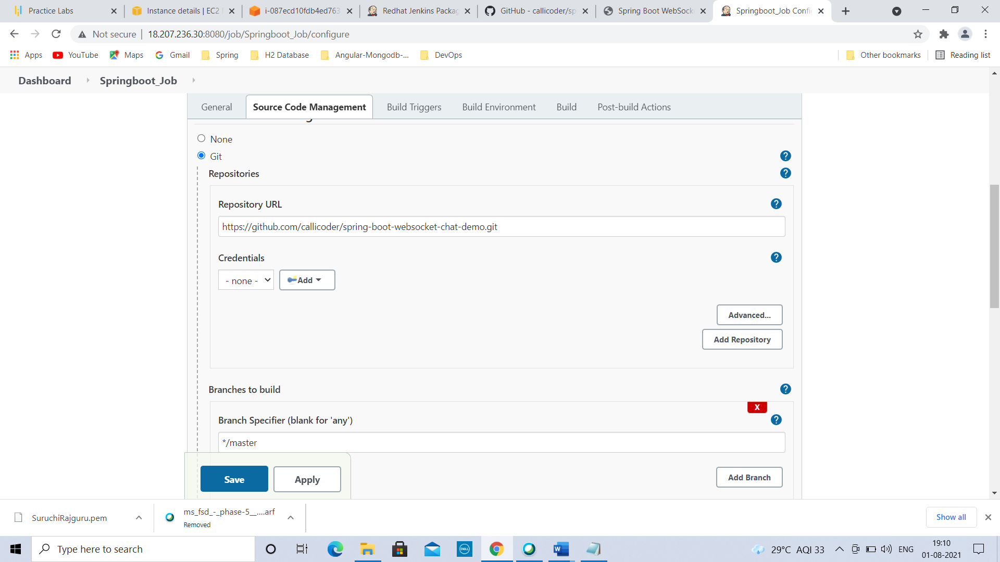 Practice Labs
Instance details | EC2
i-087ecd10fdb4ed763
Redhat Jenkins Packag
GitHub - callicoder/sp
Spring Boot WebSock
Springboot_Job Confi
Not secure
18.207.236.30:8080/job/Springboot_Job/configure
Apps
YouTube
Maps
Gmail
Spring
H2 Database
Angular-Mongodb-...
DevOps
Other bookmarks
Reading list
Dashboard
Springboot_Job
General
Source Code Management
Build Triggers
Build Environment
Build
Post-build Actions
None
Git
?
Repositories
?
Repository URL
?
https://github.com/callicoder/spring-boot-websocket-chat-demo.git
Credentials
?
- none -
Add
Advanced...
Add Repository
Branches to build
?
X
Branch Specifier (blank for 'any')
?
*/master
Save
Apply
Add Branch
SuruchiRajguru.pem
ms_fsd_-_phase-5__....arf
Removed
Show all
Type here to search
DELL
W
29°C AQI 33
ENG
19:10
01-08-2021